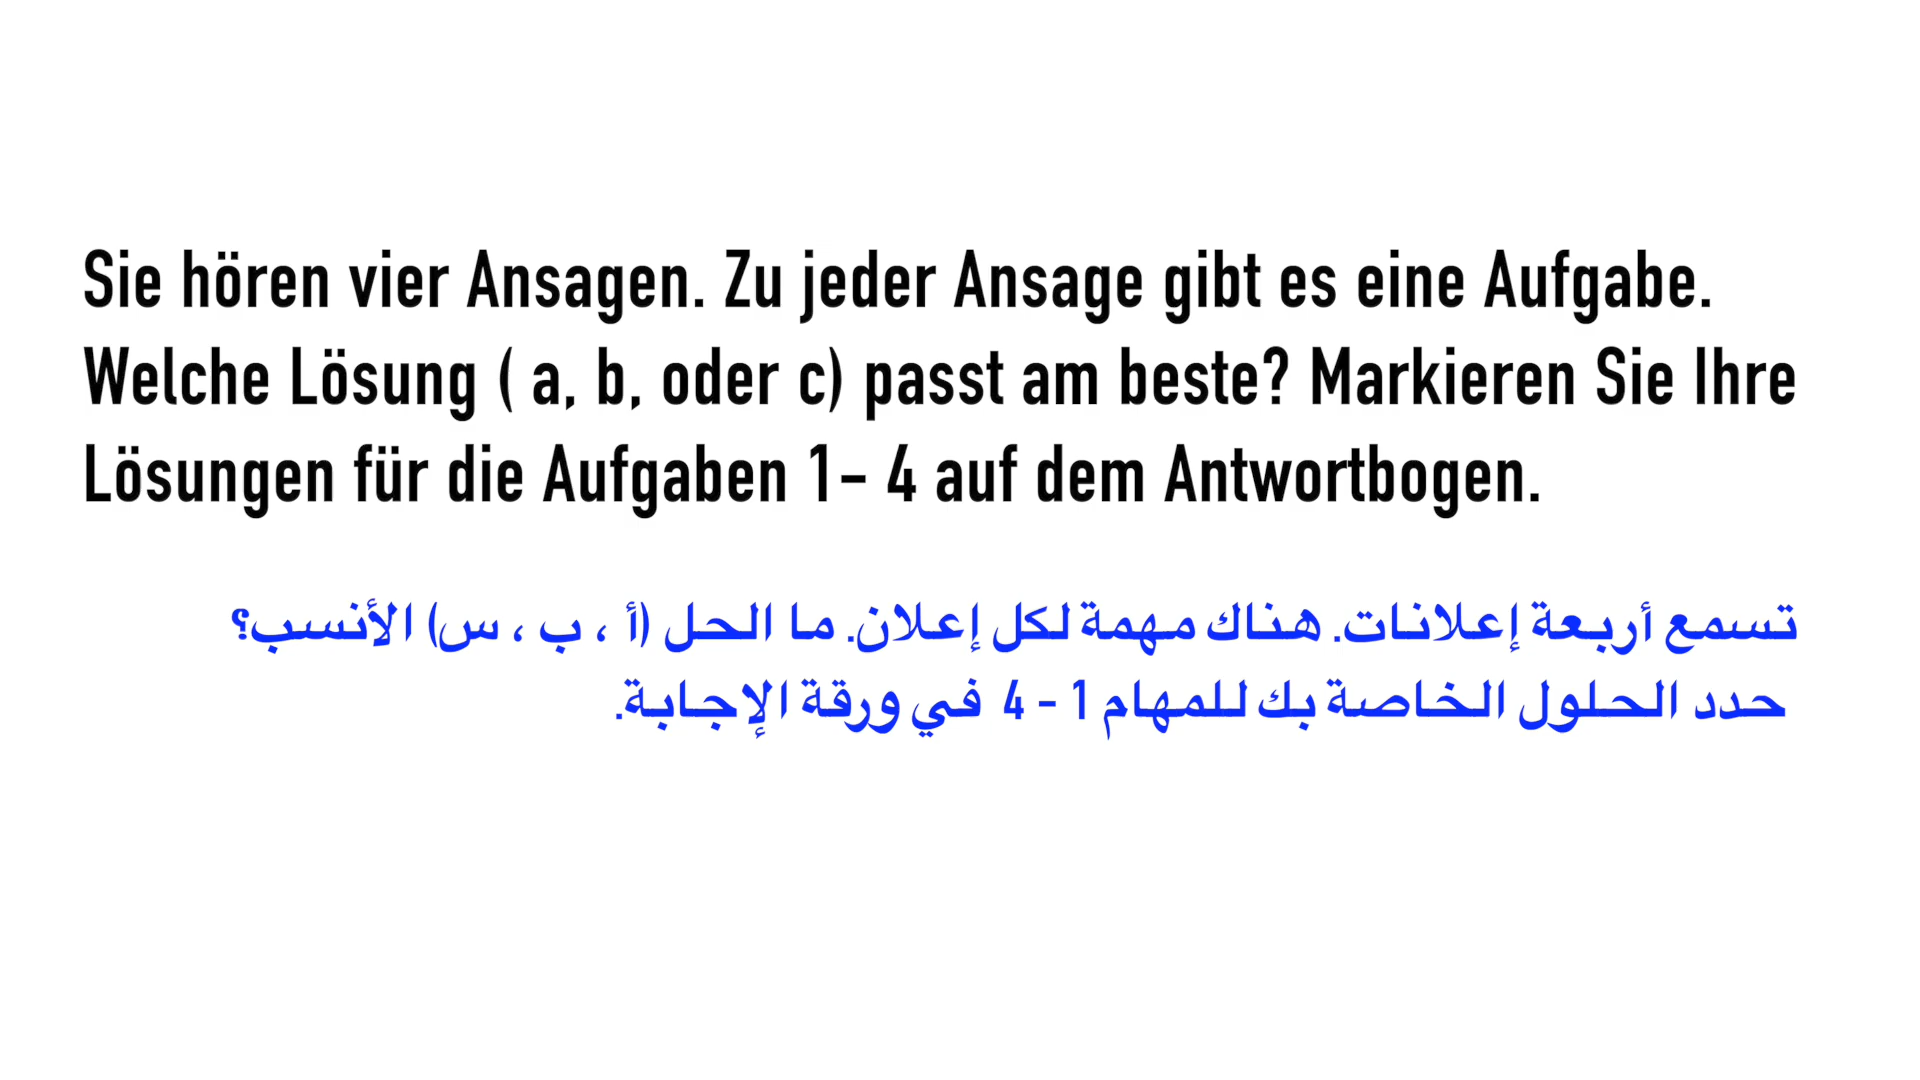 Sie hören vier Ansagen. Zu jeder Ansage gibt es eine Aufgabe.
Welche Lösung ( a, b, oder c) passt am beste? Markieren Sie Ihre
Lösungen für die Aufgaben 1- 4 auf dem Antwortbogen.
تسمع أربعة إعلانات. هناك مهمة لكل إعلان. ما الحل (أ ، ب ، س) الأنسب؟
حدد الحلول الخاصة بك للمهام 1 - 4 في ورقة الإجابة.